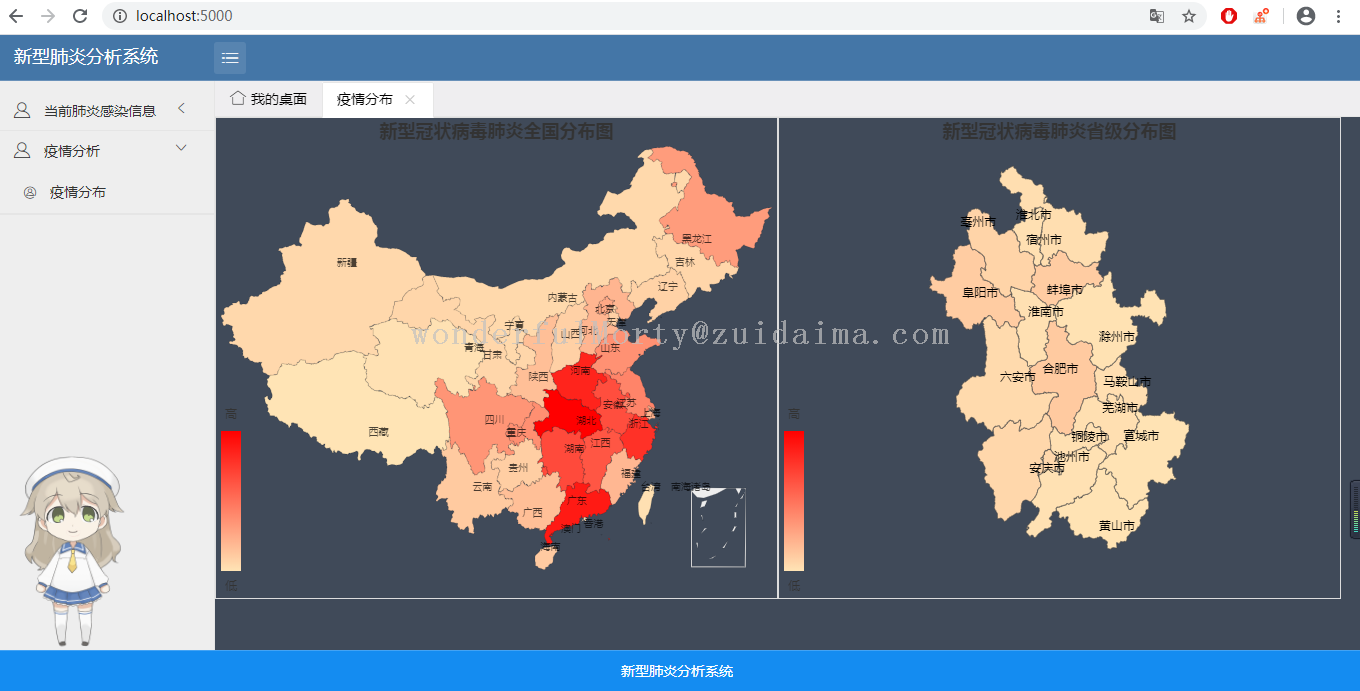 localhost:5000
新型肺炎分析系统
当前肺炎感染信息
疫情分析
疫情分布
我的桌面
疫情分布
新型冠状病毒肺炎全国分布图
黑龙江
吉林
辽宁
新疆
内蒙古
北京
天津
宁夏
山西
河北
山东
青海
甘肃
陕西
河南
江苏
安徽
上海
四川
湖北
浙江
重庆
西藏
湖南
江西
贵州
福建
云南
台湾
南海诸岛
广东
广西
香港
澳门
海南
高
低
新型冠状病毒肺炎省级分布图
亳州市
淮北市
宿州市
阜阳市
蚌埠市
淮南市
滁州市
合肥市
六安市
马鞍山市
芜湖市
铜陵市
宣城市
池州市
安庆市
黄山市
高
低
wonderfulMorty@zuidaima.com
新型肺炎分析系统